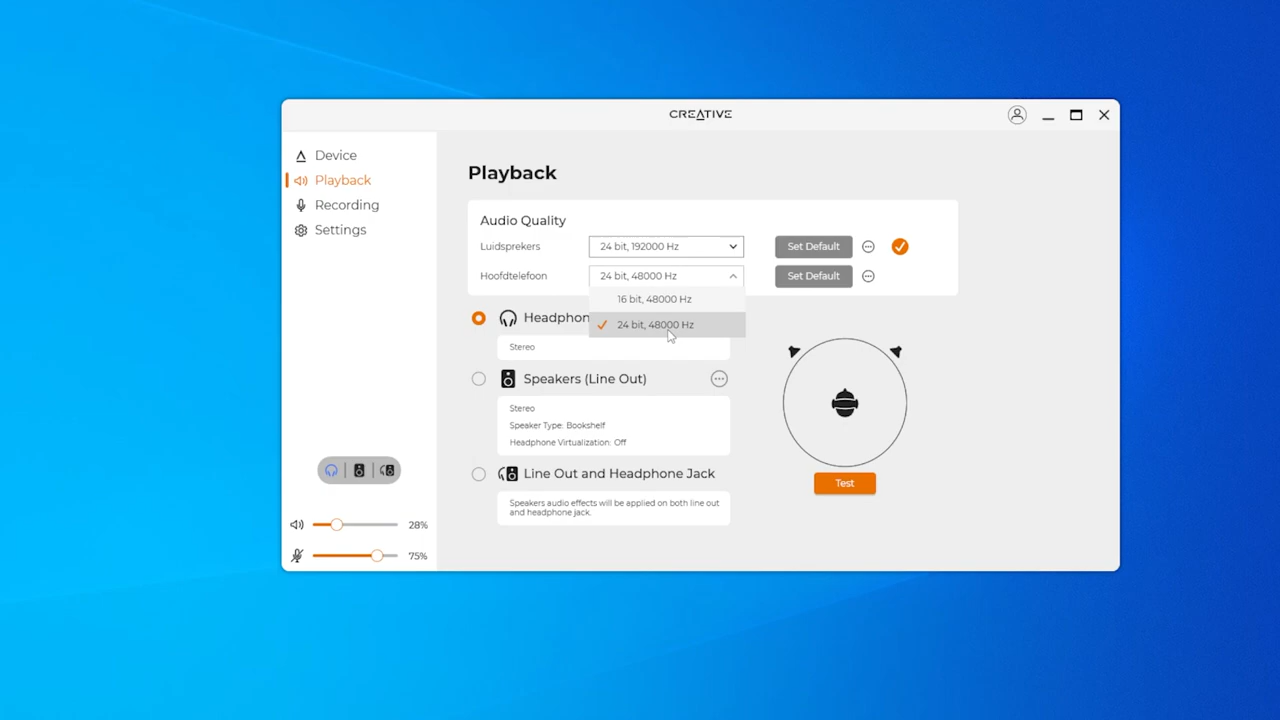 CREATIVE
Device
Playback
Recording
Settings
28%
75%
Playback
Audio Quality
Luidsprekers
24 bit, 192000 Hz
Set Default
Hoofdtelefoon
24 bit, 48000 Hz
Set Default
16 bit, 48000 Hz
24 bit, 48000 Hz
Headphon
Stereo
Speakers (Line Out)
Stereo
Speaker Type: Bookshelf
Headphone Virtualization: Off
Line Out and Headphone Jack
Speakers audio effects will be applied on both line out
and headphone jack.
Test